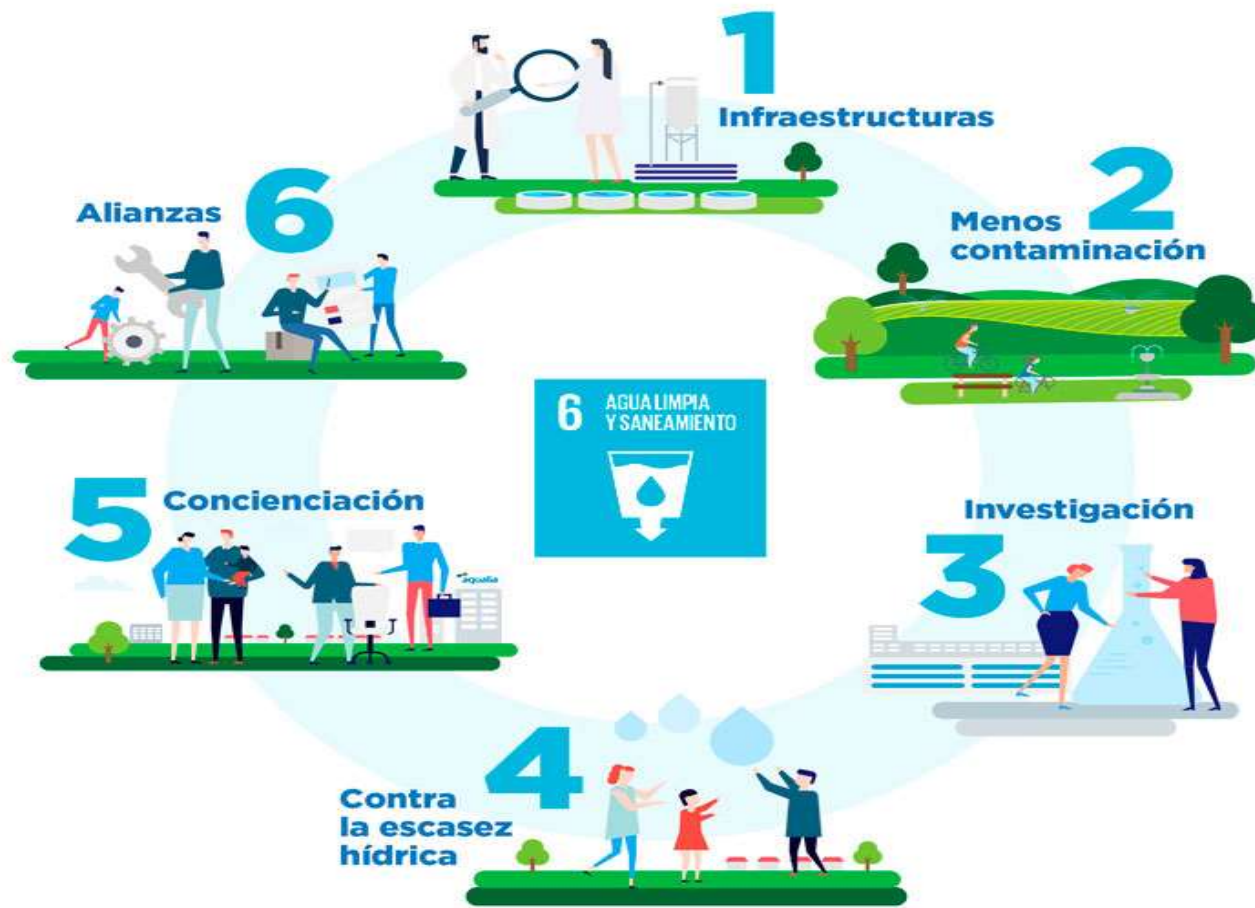 1
Infraestructuras
2
Menos
contaminación
Investigación
3
4
Contra
la escasez
hídrica
5
Concienciación
aqualia
Alianzas
6
6 AGUA LIMPIA
Y SANEAMIENTO